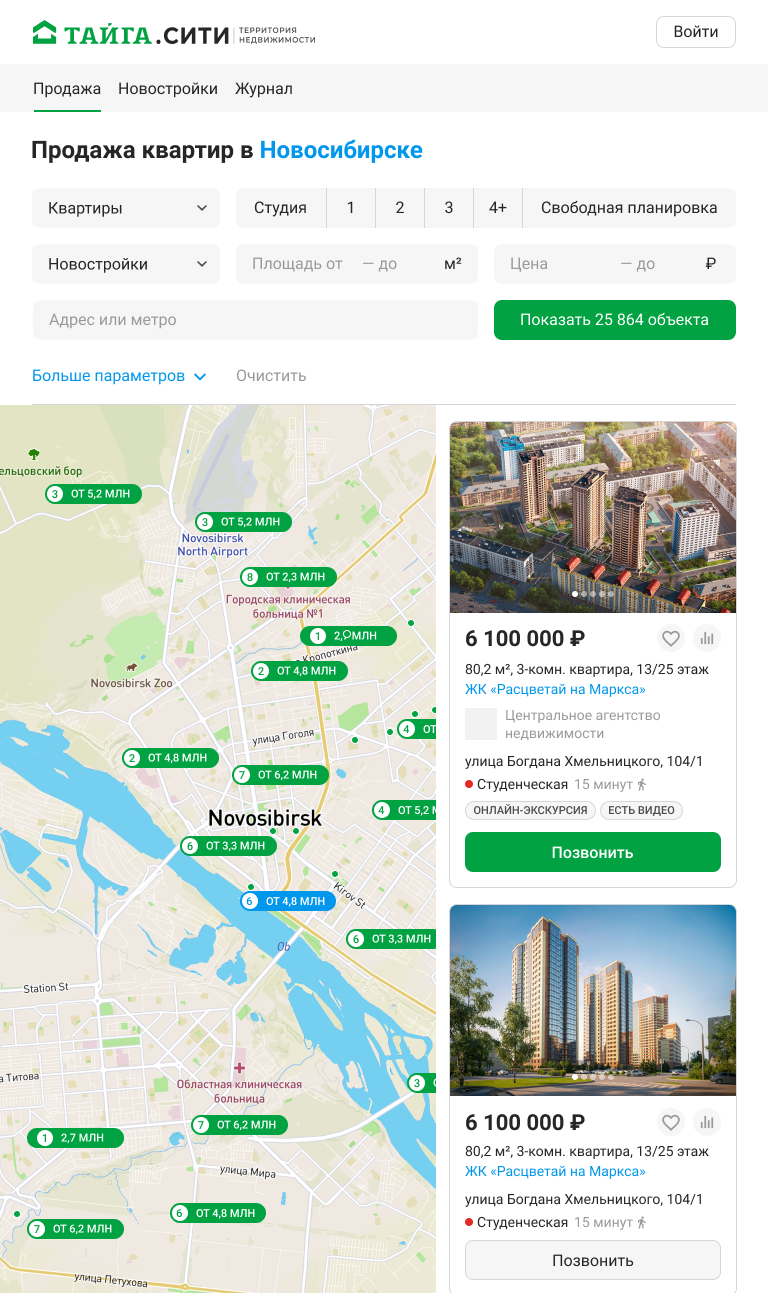 ТАЙГА.СИТИ
ТЕРРИТОРИЯ
НЕДВИЖИМОСТИ
Войти
Продажа Новостройки Журнал
Продажа квартир в Новосибирске
Квартиры
Студия 1 2 3 4+ Свободная планировка
Новостройки
Площадь от — до м²
Цена — до ₽
Адрес или метро
Показать 25 864 объекта
Больше параметров Очистить
ельцовский бор
3 ОТ 5,2 МЛН
3 ОТ 5,2 МЛН
Novosibirsk
North Airport
8 ОТ 2,3 МЛН
Городская клиническая
больница №1
1 2, МЛН
Кропоткина
2 ОТ 4,8 МЛН
Novosibirsk Zoo
4 ОТ
улица Гоголя
2 ОТ 4,8 МЛН
7 ОТ 6,2 МЛН
4 ОТ 5,2 М
Novosibirsk
6 ОТ 3,3 МЛН
Kirov St
6 ОТ 4,8 МЛН
6 ОТ 3,3 МЛН
Ob
Station St
а Титова
3
Областная клиническая
больница
7 ОТ 6,2 МЛН
1 2,7 МЛН
улица Мира
6 ОТ 4,8 МЛН
7 ОТ 6,2 МЛН
улица Петухова
6 100 000 ₽
80,2 м², 3-комн. квартира, 13/25 этаж
ЖК «Расцветай на Маркса»
Центральное агентство
недвижимости
улица Богдана Хмельницкого, 104/1
Студенческая 15 минут
ОНЛАЙН-ЭКСКУРСИЯ ЕСТЬ ВИДЕО
Позвонить
6 100 000 ₽
80,2 м², 3-комн. квартира, 13/25 этаж
ЖК «Расцветай на Маркса»
улица Богдана Хмельницкого, 104/1
Студенческая 15 минут
Позвонить